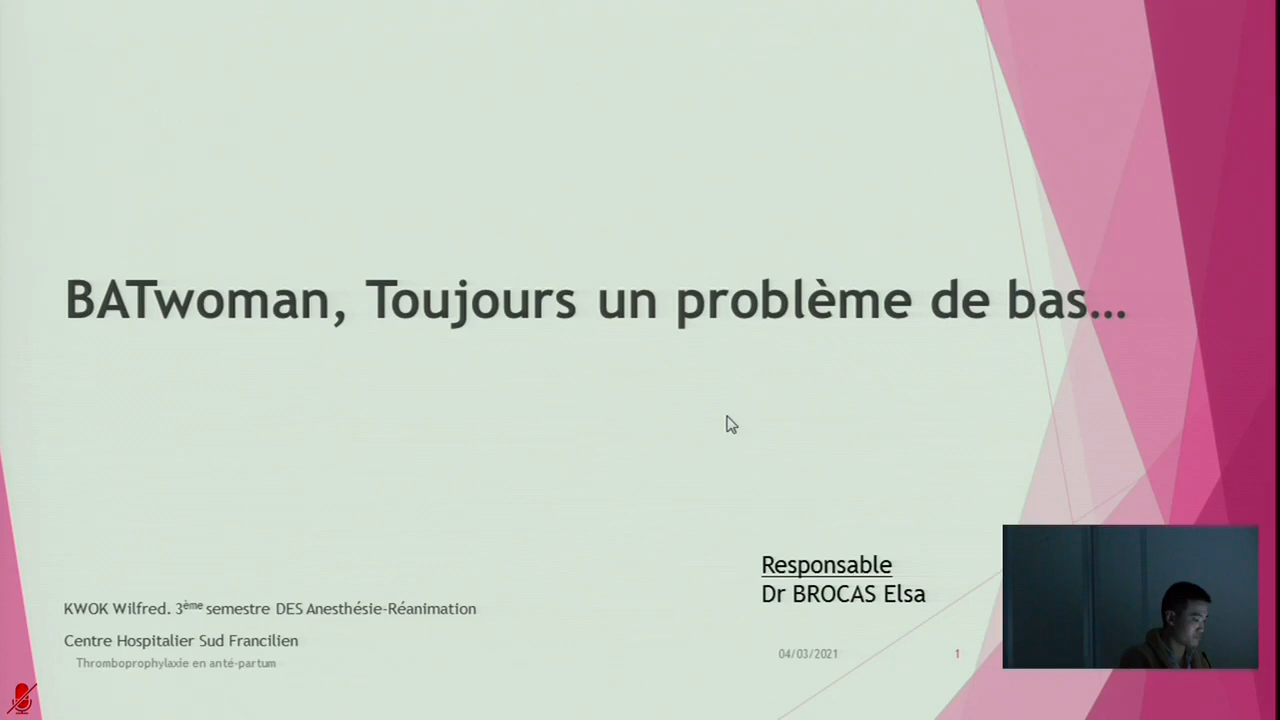 BATwoman, Toujours un problème de bas…
Responsable
Dr BROCAS Elsa
KWOK Wilfred. 3ème semestre DES Anesthésie-Réanimation
Centre Hospitalier Sud Francilien
Thromboprophylaxie en anté-partum
04/03/2021
1